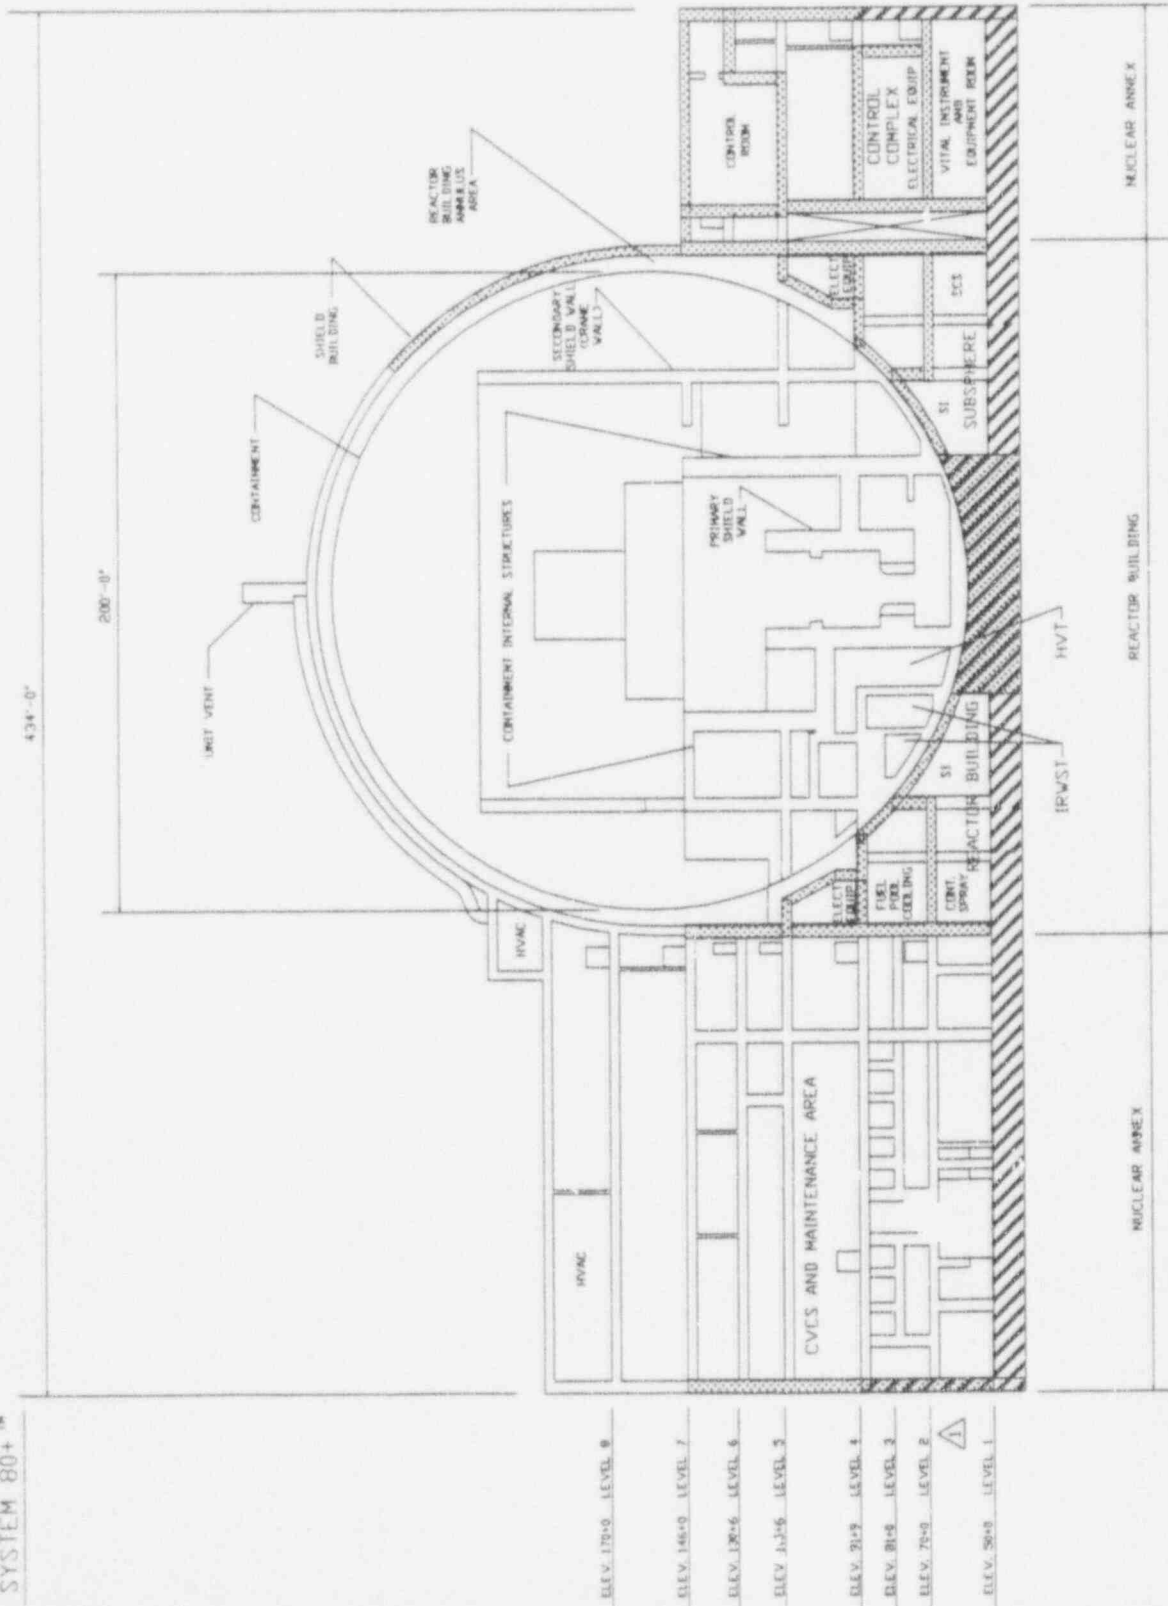 SYSTEM 80+™
434'-0"
200'-0"
UNIT VENT
CONTAINMENT
SHIELD
BUILDING
REACTOR
BUILDING
ANNULUS
AREA
SECONDARY
SHIELD WALL
(CRANE
WALL)
CONTAINMENT INTERNAL STRUCTURES
PRIMARY
SHIELD
WALL
CONTROL
ROOM
CONTROL
COMPLEX
ELECTRICAL EQUIP
VITAL INSTRUMENT
AND
EQUIPMENT ROOM
HVAC
HVAC
CVCS AND MAINTENANCE AREA
ELECT
EQUIP
FUEL
POOL
COOLING
CONT.
SPRAY
SI
REACTOR BUILDING
ELECT
EQUIP
SI
SUBSPHERE
ELEV. 170+0 LEVEL 8
ELEV. 146+0 LEVEL 7
ELEV. 130+6 LEVEL 6
LEVEL 5
ELEV. 91+9 LEVEL 4
ELEV. 81+0 LEVEL 3
ELEV. 70+0 LEVEL 2
1
ELEV. 50+0 LEVEL 1
IRWST
HVT
NUCLEAR ANNEX
REACTOR BUILDING
NUCLEAR ANNEX